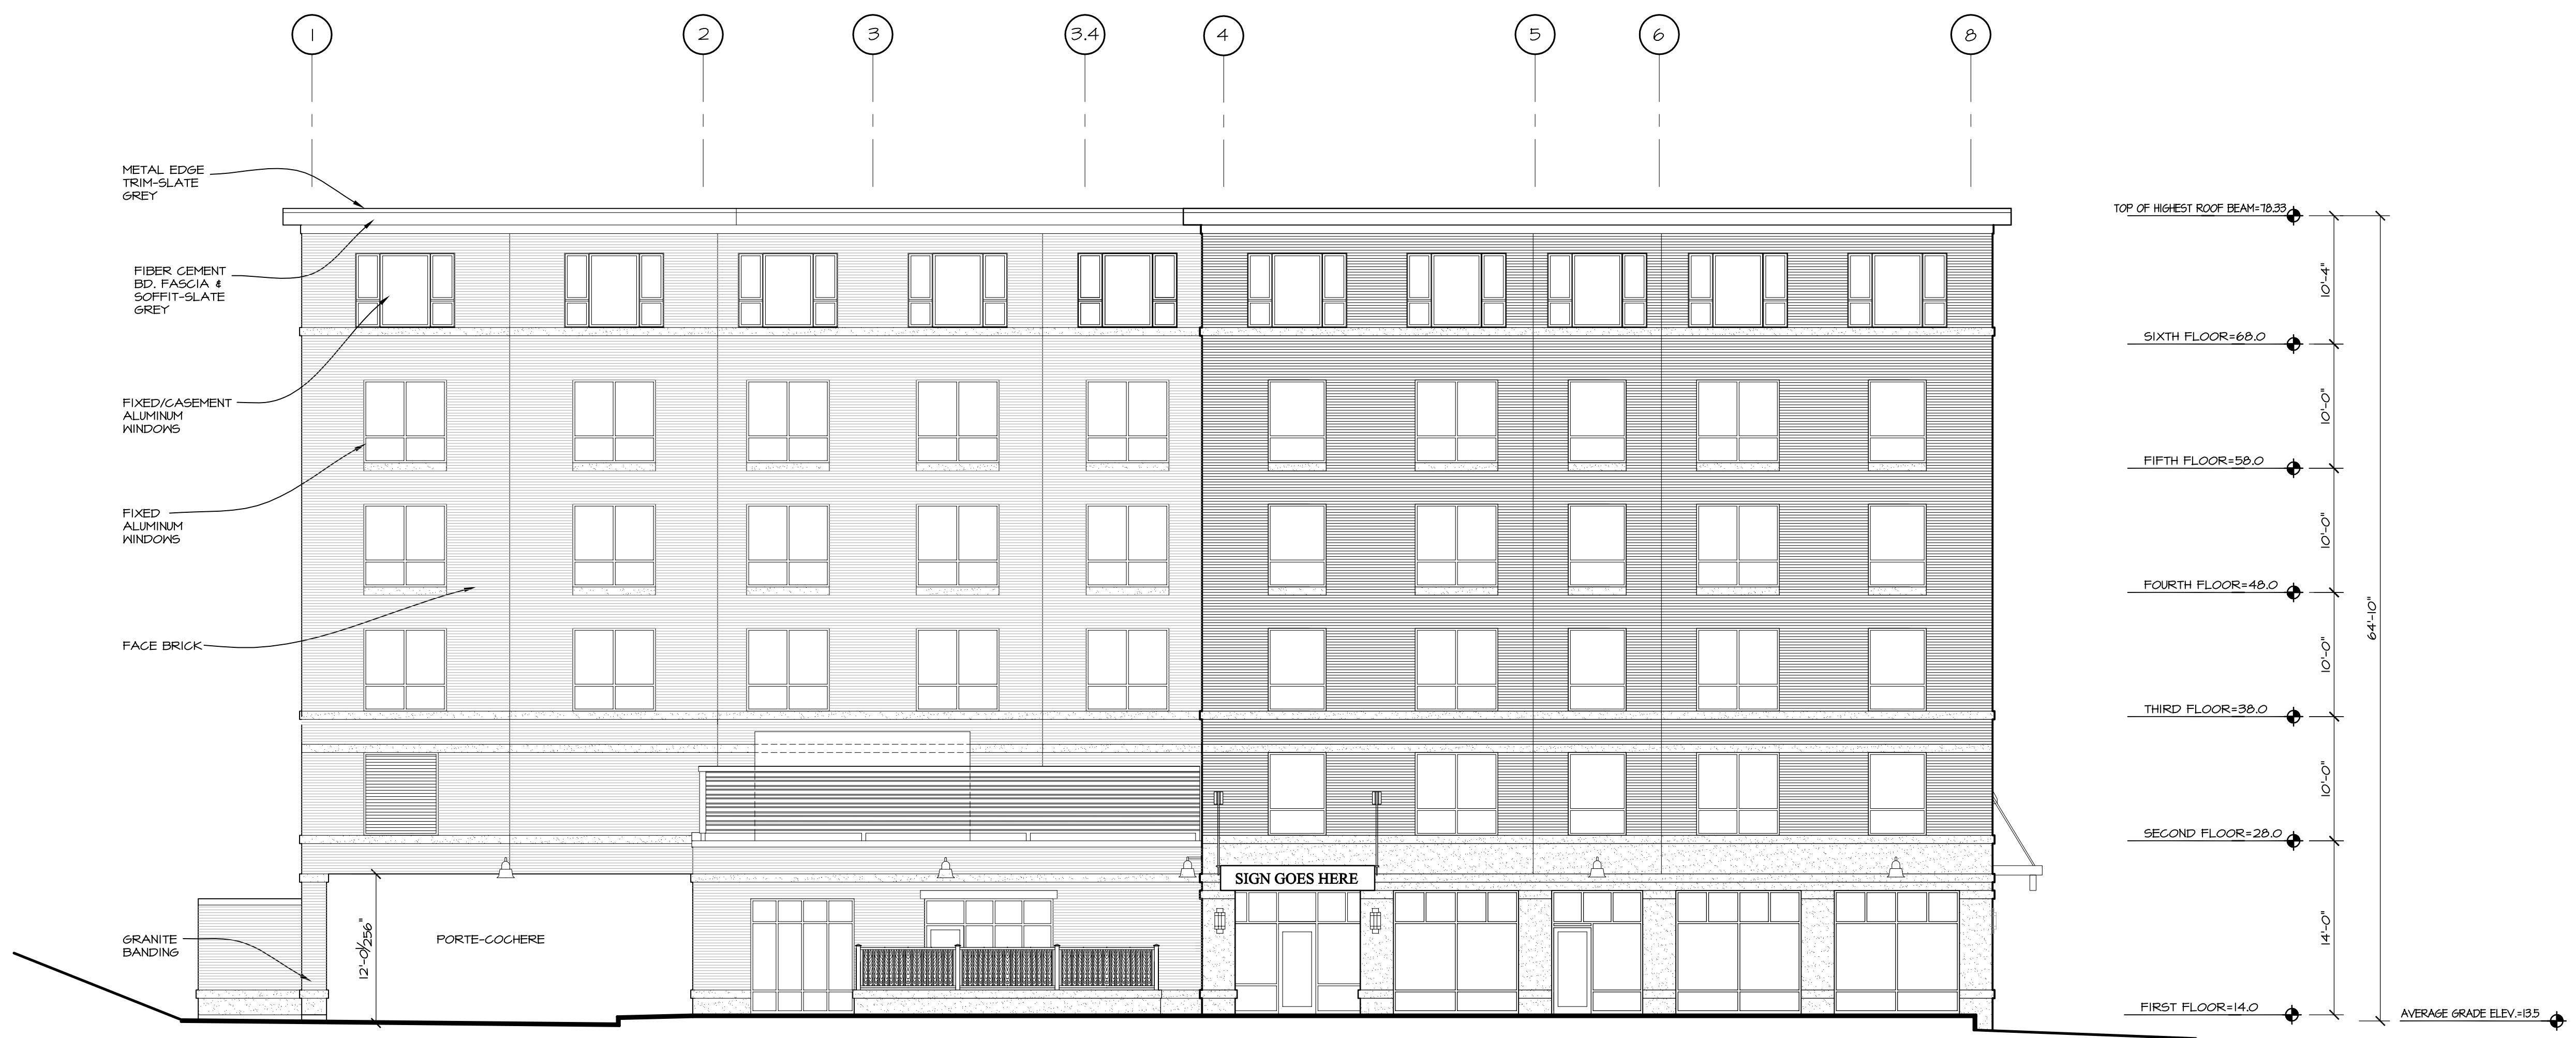 1
2
3
3.4
4
5
6
8
METAL EDGE
TRIM-SLATE
GREY
FIBER CEMENT
BD. FASCIA &
SOFFIT-SLATE
GREY
FIXED/CASEMENT
ALUMINUM
WINDOWS
FIXED
ALUMINUM
WINDOWS
FACE BRICK
GRANITE
BANDING
12'-0 1/256"
PORTE-COCHERE
SIGN GOES HERE
TOP OF HIGHEST ROOF BEAM=78.33
SIXTH FLOOR=68.0
FIFTH FLOOR=58.0
FOURTH FLOOR=48.0
THIRD FLOOR=38.0
SECOND FLOOR=28.0
FIRST FLOOR=14.0
10'-4"
10'-0"
10'-0"
10'-0"
10'-0"
14'-0"
64'-10"
AVERAGE GRADE ELEV.=13.5